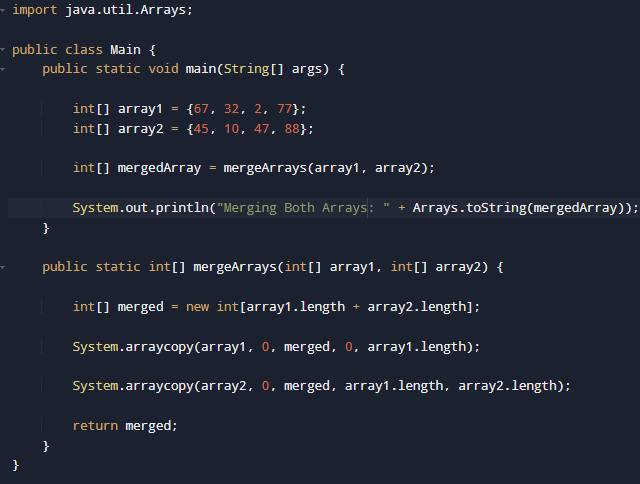 import java.util.Arrays;
public class Main {
    public static void main(String[] args) {
        int[] array1 = {67, 32, 2, 77};
        int[] array2 = {45, 10, 47, 88};
        int[] mergedArray = mergeArrays(array1, array2);
        System.out.println("Merging Both Arrays: " + Arrays.toString(mergedArray));
    }
    public static int[] mergeArrays(int[] array1, int[] array2) {
        int[] merged = new int[array1.length + array2.length];
        System.arraycopy(array1, 0, merged, 0, array1.length);
        System.arraycopy(array2, 0, merged, array1.length, array2.length);
        return merged;
    }
}